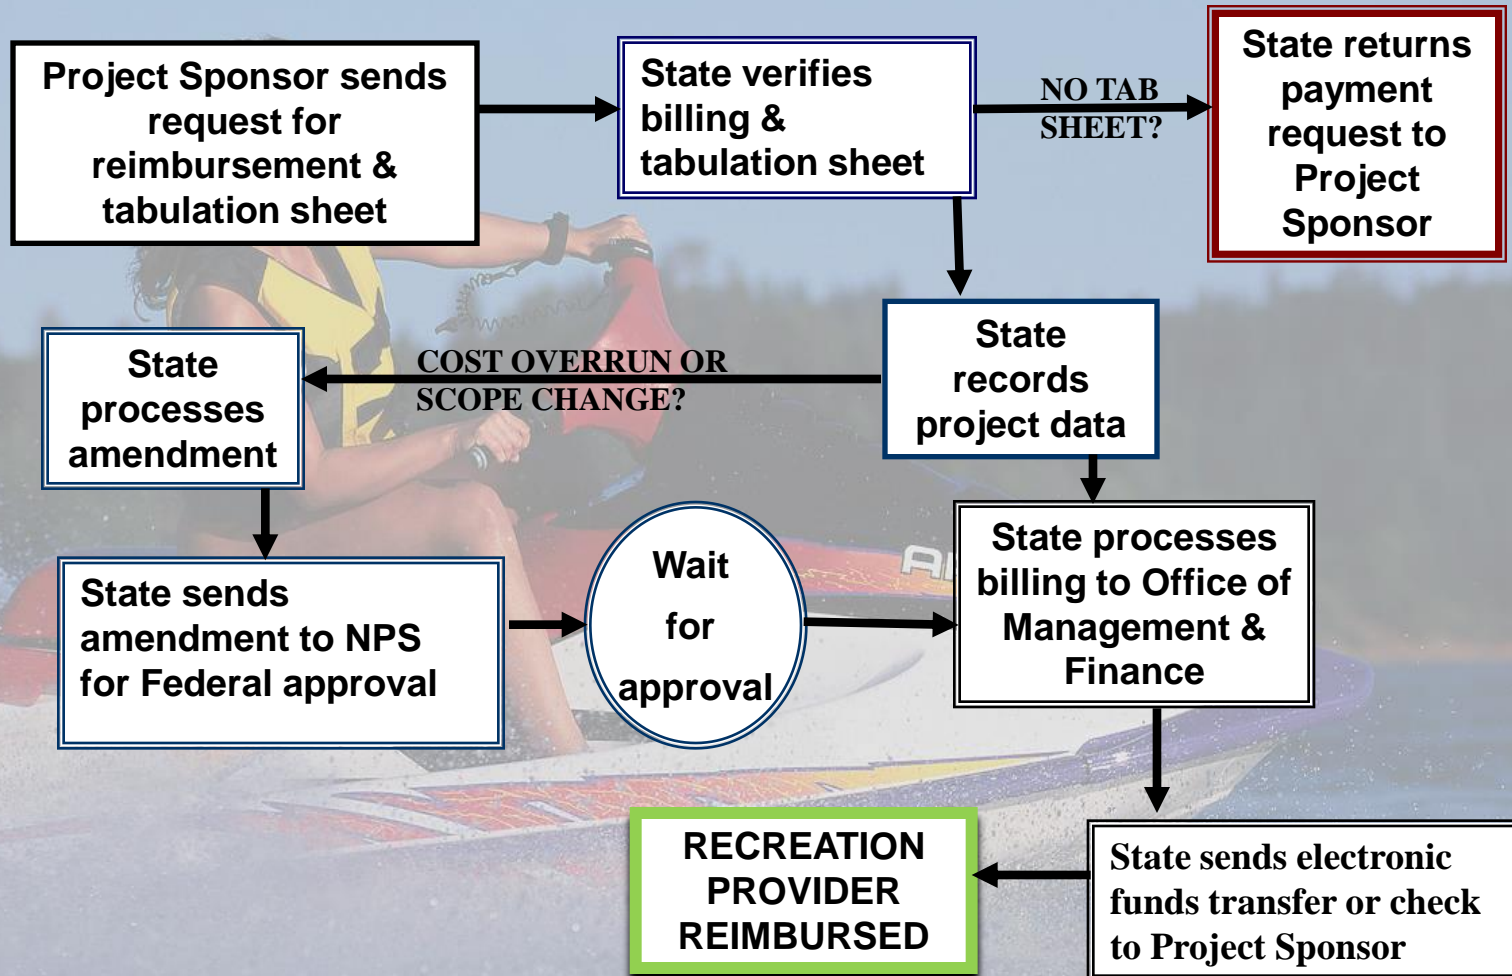 Project Sponsor sends
request for
reimbursement &
tabulation sheet
State verifies
billing &
tabulation sheet
NO TAB
SHEET?
State returns
payment
request to
Project
Sponsor
State
records
project data
COST OVERRUN OR
SCOPE CHANGE?
State
processes
amendment
State sends
amendment to NPS
for Federal approval
Wait
for
approval
State processes
billing to Office of
Management &
Finance
State sends electronic
funds transfer or check
to Project Sponsor
RECREATION
PROVIDER
REIMBURSED